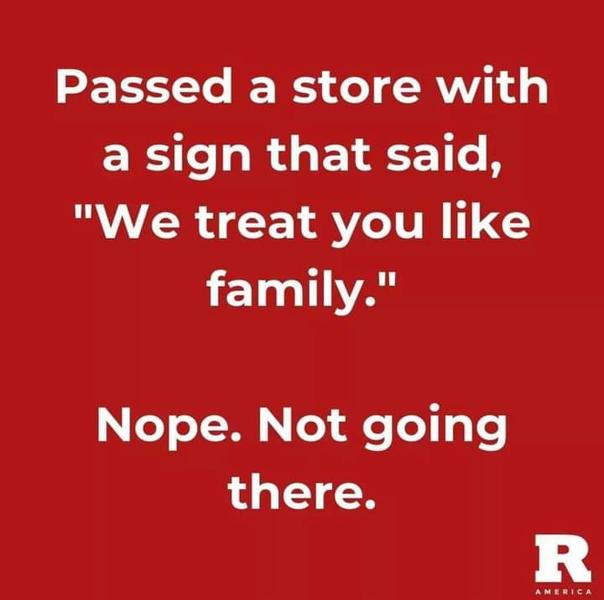 Passed a store with
a sign that said,
"We treat you like
family."
Nope. Not going
there.
R
AMERICA